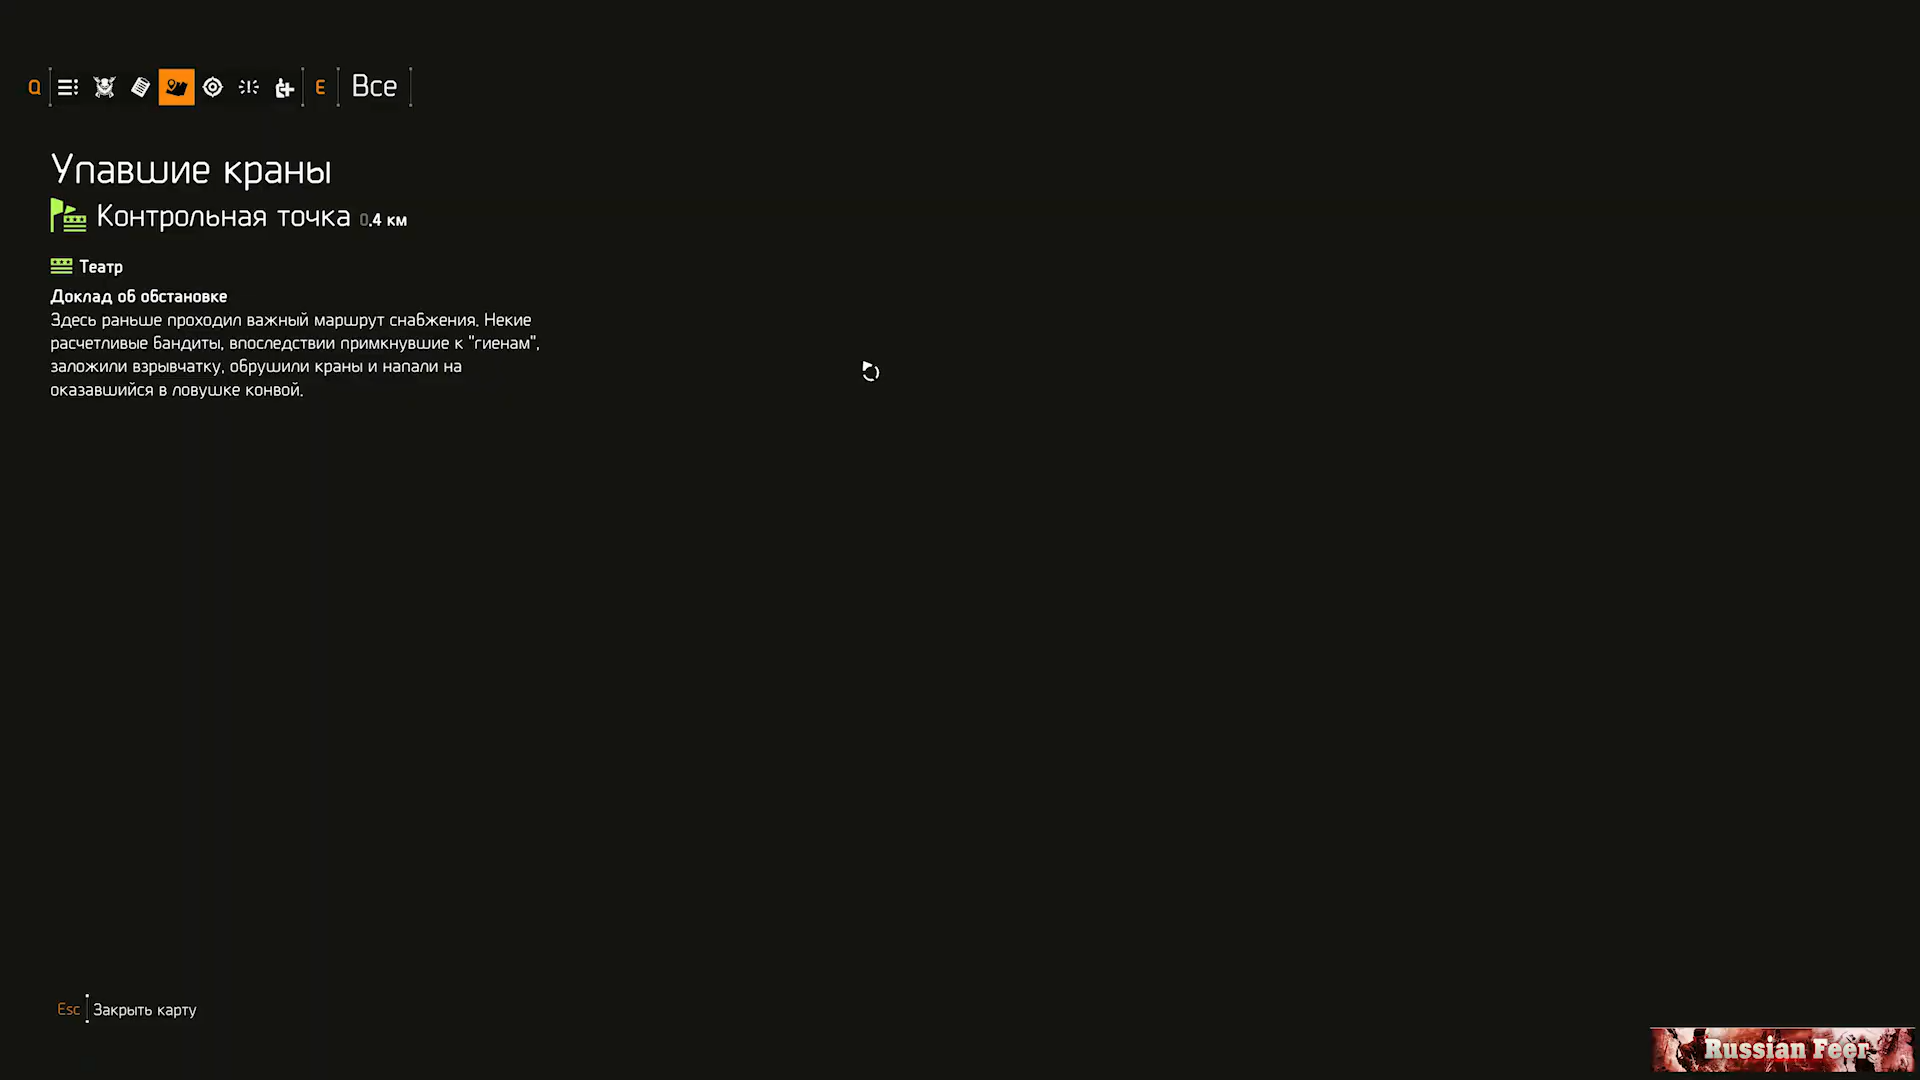 Q E Все
Упавшие краны
Контрольная точка 0.4 км
Театр
Доклад об обстановке
Здесь раньше проходил важный маршрут снабжения. Некие
расчетливые бандиты, впоследствии примкнувшие к "гиенам",
заложили взрывчатку, обрушили краны и напали на
оказавшийся в ловушке конвой.
Esc Закрыть карту
Russian Feer